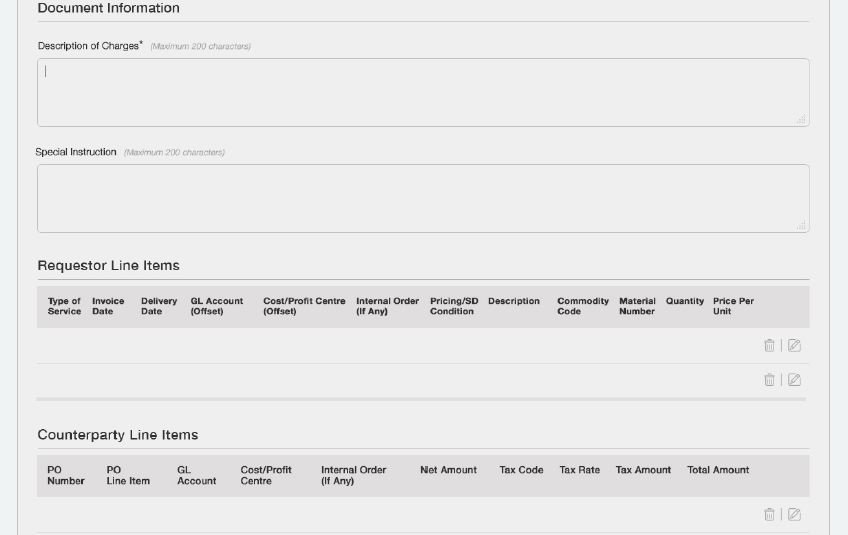 Document Information
Description of Charges* (Maximum 200 characters)
Special Instruction (Maximum 200 characters)
Requestor Line Items
Type of Service Invoice Date Delivery Date GL Account (Offset) Cost/Profit Centre (Offset) Internal Order (If Any) Pricing/SD Condition Description Commodity Code Material Number Quantity Price Per Unit
Counterparty Line Items
PO Number PO Line Item GL Account Cost/Profit Centre Internal Order (If Any) Net Amount Tax Code Tax Rate Tax Amount Total Amount